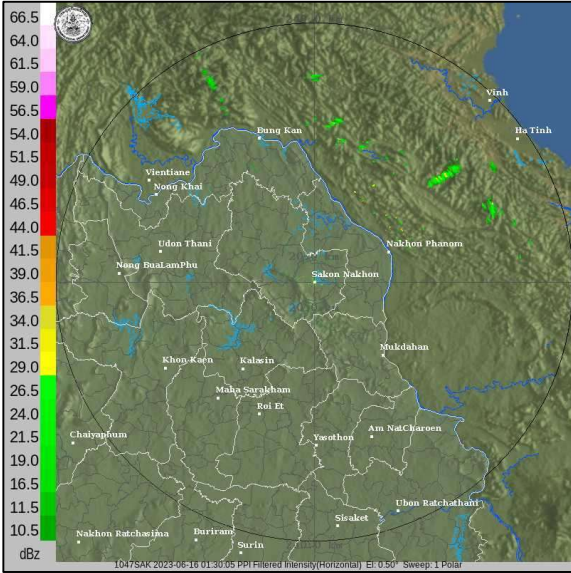 66.5
64.0
61.5
59.0
56.5
54.0
51.5
49.0
46.5
44.0
41.5
39.0
36.5
34.0
31.5
29.0
26.5
24.0
21.5
19.0
16.5
11.5
10.5
dBz
Vinh
Ha Tinh
Bung Kan
Vientiane
Nong Khai
Udon Thani
Nakhon Phanom
Nong BuaLamPhu
Sakon Nakhon
Mukdahan
Khon Kaen
Kalasin
Maha Sarakham
Roi Et
Am NatCharoen
Chaiyaphum
Yasothon
Ubon Ratchathani
Sisaket
Nakhon Ratchasima
Buriram
Surin
1047SAK 2023-06-16 01:30:05 PPI Filtered Intensity(Horizontal) El: 0.50° Sweep: 1 Polar